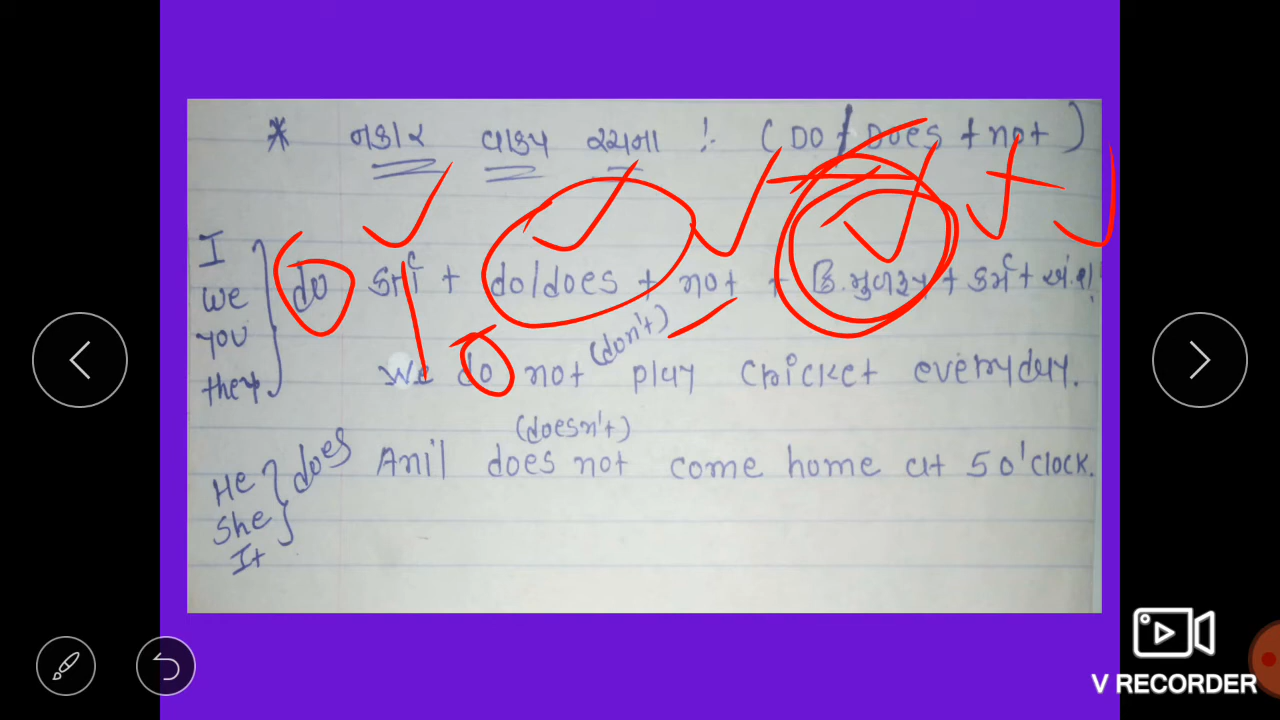 * નકાર વાક્ય રચના :- (DO / Does + not)
I
we
you
they
do
કર્તા + do/does + not + ક્રિ.મુળરૂપ + કર્મ + અ.શ.
(don't)
We do not play cricket everyday.
(doesn't)
Anil does not come home at 5 o'clock.
He
She
It
does
V RECORDER